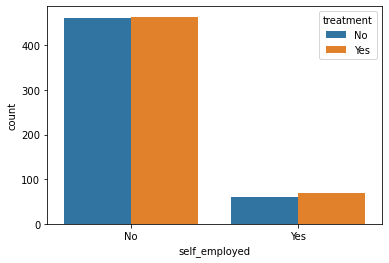 treatment
No
Yes
400
300
200
100
0
count
No Yes
self_employed